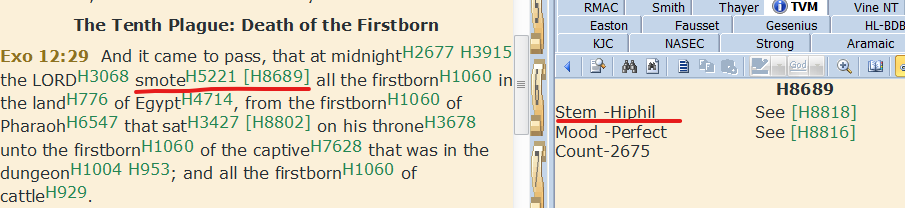 The Tenth Plague: Death of the Firstborn
Exo 12:29 And it came to pass, that at midnightH2677 H3915
the LORDH3068 smoteH5221 [H8689] all the firstbornH1060 in
the landH776 of EgyptH4714, from the firstbornH1060 of
PharaohH6547 that satH3427 [H8802] on his throneH3678
unto the firstbornH1060 of the captiveH7628 that was in the
dungeonH1004 H953; and all the firstbornH1060 of
cattleH929.
RMAC Smith Thayer TVM Vine NT
Easton Fausset Gesenius HL-BDB
KJC NASEC Strong Aramaic
God
H8689
Stem -Hiphil See [H8818]
Mood -Perfect See [H8816]
Count-2675